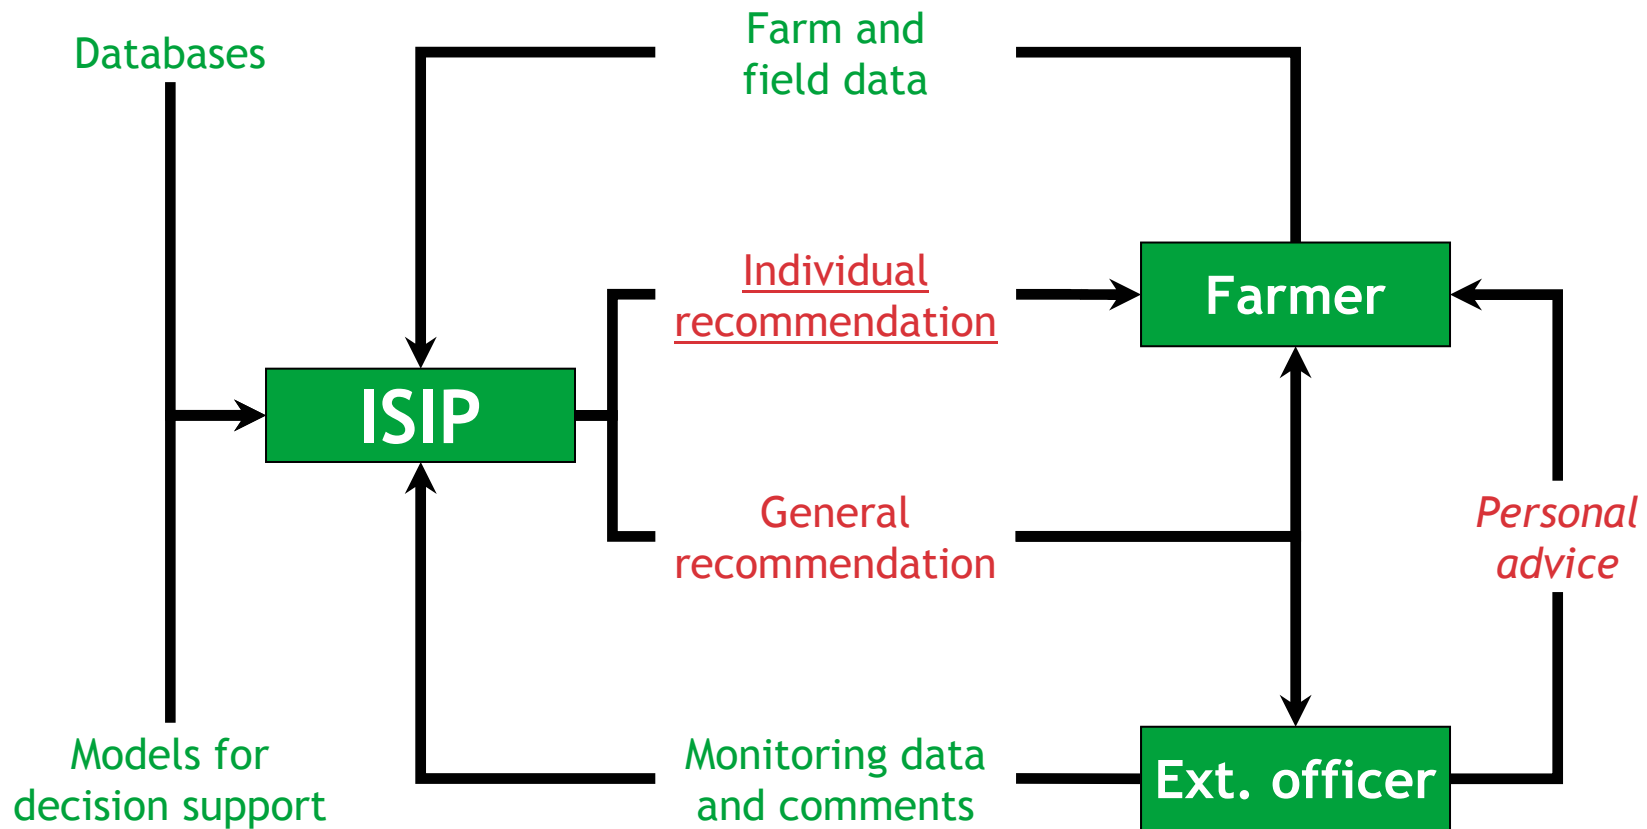 Databases
Farm and
field data
Individual
recommendation
Farmer
ISIP
General
recommendation
Personal
advice
Models for
decision support
Monitoring data
and comments
Ext. officer